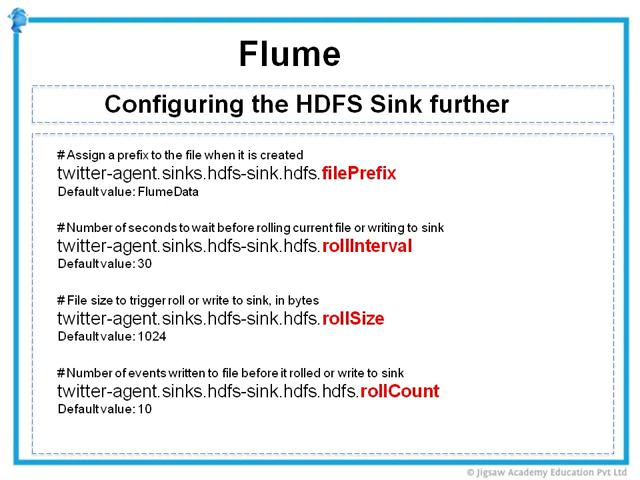 Flume
Configuring the HDFS Sink further
# Assign a prefix to the file when it is created
twitter-agent.sinks.hdfs-sink.hdfs.filePrefix
Default value: FlumeData
# Number of seconds to wait before rolling current file or writing to sink
twitter-agent.sinks.hdfs-sink.hdfs.rollInterval
Default value: 30
# File size to trigger roll or write to sink, in bytes
twitter-agent.sinks.hdfs-sink.hdfs.rollSize
Default value: 1024
# Number of events written to file before it rolled or write to sink
twitter-agent.sinks.hdfs-sink.hdfs.hdfs.rollCount
Default value: 10
© Jigsaw Academy Education Pvt Ltd